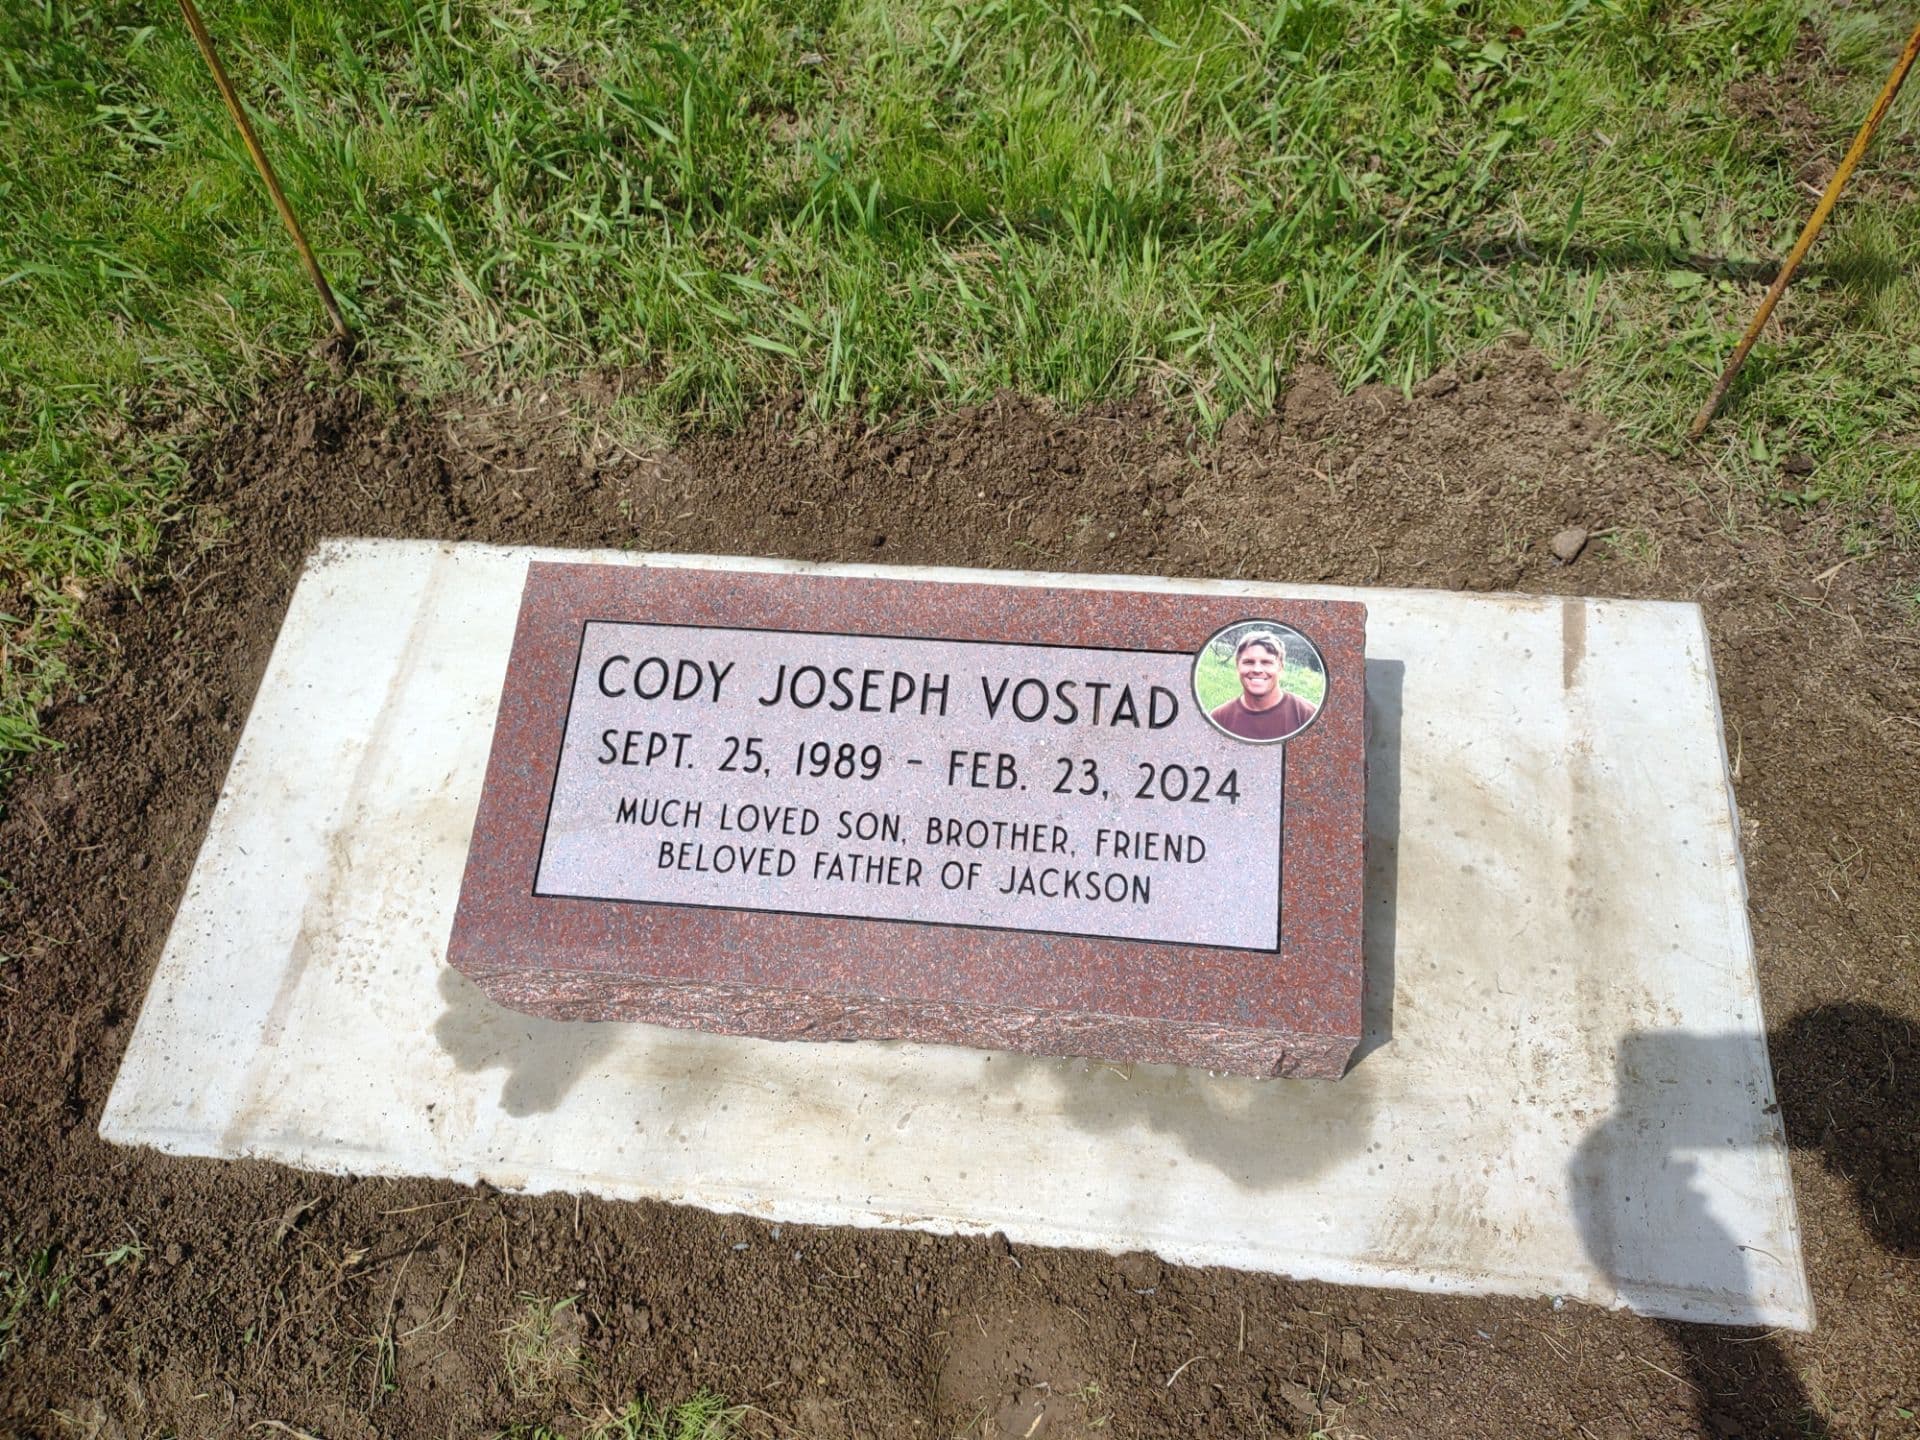 CODY JOSEPH VOSTAD
SEPT. 25, 1989 - FEB. 23, 2024
MUCH LOVED SON, BROTHER, FRIEND
BELOVED FATHER OF JACKSON